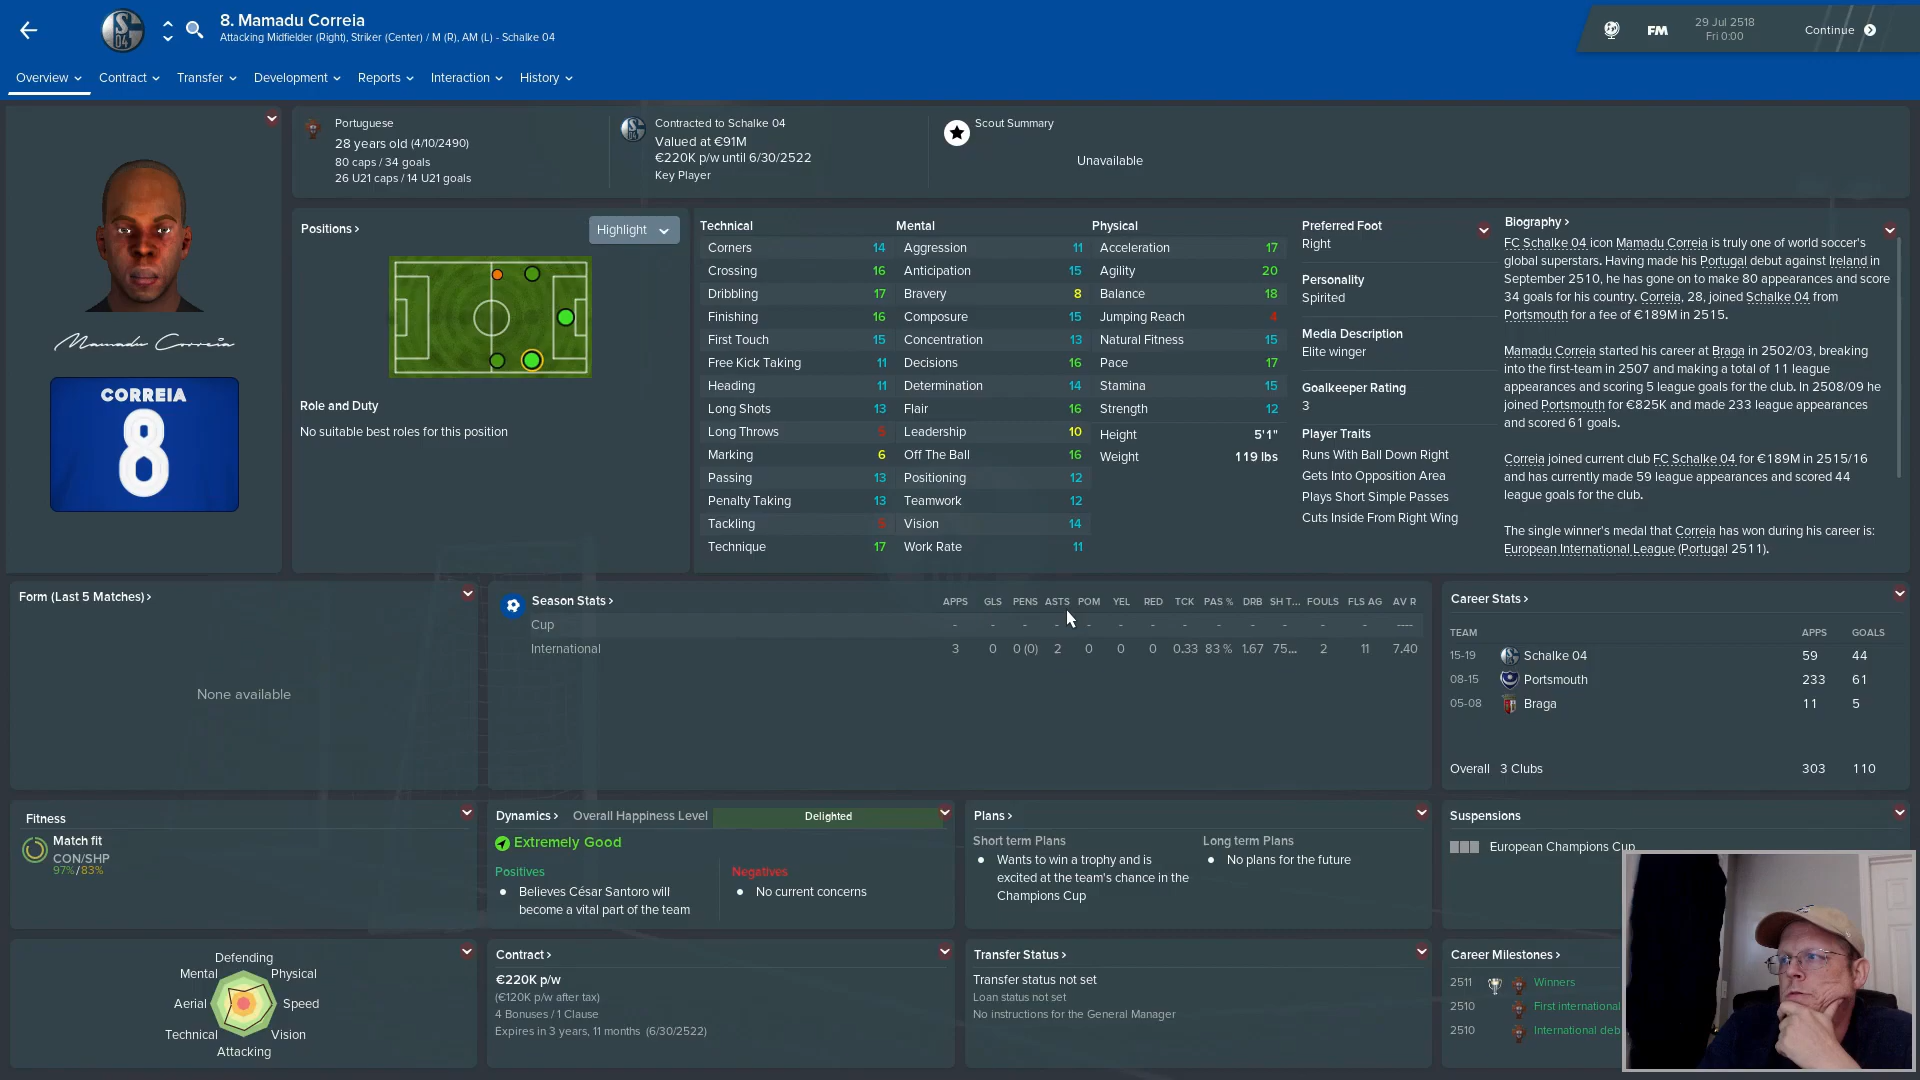 8. Mamadu Correia
Attacking Midfielder (Right), Striker (Center) / M (R), AM (L) - Schalke 04
FM
29 Jul 2518
Fri 0:00
Continue
Overview
Contract
Transfer
Development
Reports
Interaction
History
Portuguese
28 years old (4/10/2490)
80 caps / 34 goals
26 U21 caps / 14 U21 goals
Contracted to Schalke 04
Valued at €91M
€220K p/w until 6/30/2522
Key Player
Scout Summary
Unavailable
Mamadu Correia
CORREIA
8
Positions >
Highlight
Role and Duty
No suitable best roles for this position
Technical
Corners 14
Crossing 16
Dribbling 17
Finishing 16
First Touch 15
Free Kick Taking 11
Heading 11
Long Shots 13
Long Throws 5
Marking 6
Passing 13
Penalty Taking 13
Tackling 5
Technique 17
Mental
Aggression 11
Anticipation 15
Bravery 8
Composure 15
Concentration 13
Decisions 16
Determination 14
Flair 16
Leadership 10
Off The Ball 16
Positioning 12
Teamwork 12
Vision 14
Work Rate 11
Physical
Acceleration 17
Agility 20
Balance 18
Jumping Reach 4
Natural Fitness 15
Pace 17
Stamina 15
Strength 12
Height 5'1"
Weight 119 lbs
Preferred Foot
Right
Personality
Spirited
Media Description
Elite winger
Goalkeeper Rating
3
Player Traits
Runs With Ball Down Right
Gets Into Opposition Area
Plays Short Simple Passes
Cuts Inside From Right Wing
Biography >
FC Schalke 04 icon Mamadu Correia is truly one of world soccer's
global superstars. Having made his Portugal debut against Ireland in
September 2510, he has gone on to make 80 appearances and score
34 goals for his country. Correia, 28, joined Schalke 04 from
Portsmouth for a fee of €189M in 2515.
Mamadu Correia started his career at Braga in 2502/03, breaking
into the first-team in 2507 and making a total of 11 league
appearances and scoring 5 league goals for the club. In 2508/09 he
joined Portsmouth for €825K and made 233 league appearances
and scored 61 goals.
Correia joined current club FC Schalke 04 for €189M in 2515/16
and has currently made 59 league appearances and scored 44
league goals for the club.
The single winner's medal that Correia has won during his career is:
European International League (Portugal 2511).
Form (Last 5 Matches) >
None available
Season Stats >
APPS GLS PENS ASTS POM YEL RED TCK PAS % DRB SH T... FOULS FLS AG AV R
Cup - - - - - - - - - - - - - ----
International 3 0 0 (0) 2 0 0 0 0.33 83 % 1.67 75... 2 11 7.40
Career Stats >
TEAM APPS GOALS
15-19 Schalke 04 59 44
08-15 Portsmouth 233 61
05-08 Braga 11 5
Overall 3 Clubs 303 110
Fitness
Match fit
CON/SHP
97%/83%
Dynamics >
Overall Happiness Level
Delighted
Extremely Good
Positives
Believes César Santoro will
become a vital part of the team
Negatives
No current concerns
Plans >
Short term Plans
Wants to win a trophy and is
excited at the team's chance in the
Champions Cup
Long term Plans
No plans for the future
Suspensions
European Champions Cup
Defending
Physical
Speed
Vision
Attacking
Technical
Aerial
Mental
Contract >
€220K p/w
(€120K p/w after tax)
4 Bonuses / 1 Clause
Expires in 3 years, 11 months (6/30/2522)
Transfer Status >
Transfer status not set
Loan status not set
No instructions for the General Manager
Career Milestones >
2511 Winners
2510 First international
2510 International deb